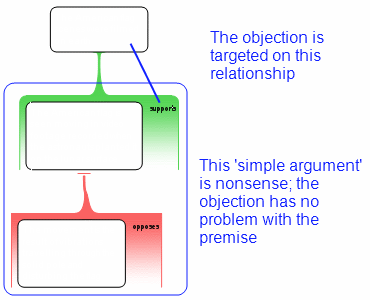 The objection is
targeted on this
relationship
supports
This 'simple argument'
is nonsense; the
objection has no
problem with the
premise
opposes